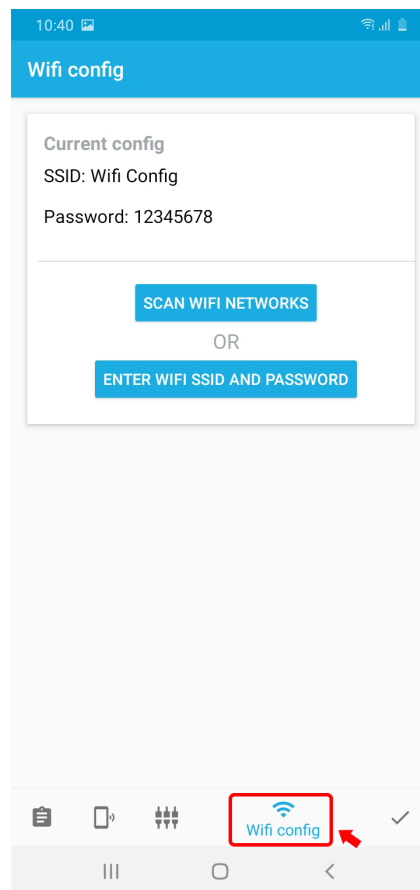 10:40
Wifi config
Current config
SSID: Wifi Config
Password: 12345678
SCAN WIFI NETWORKS
OR
ENTER WIFI SSID AND PASSWORD
Wifi config